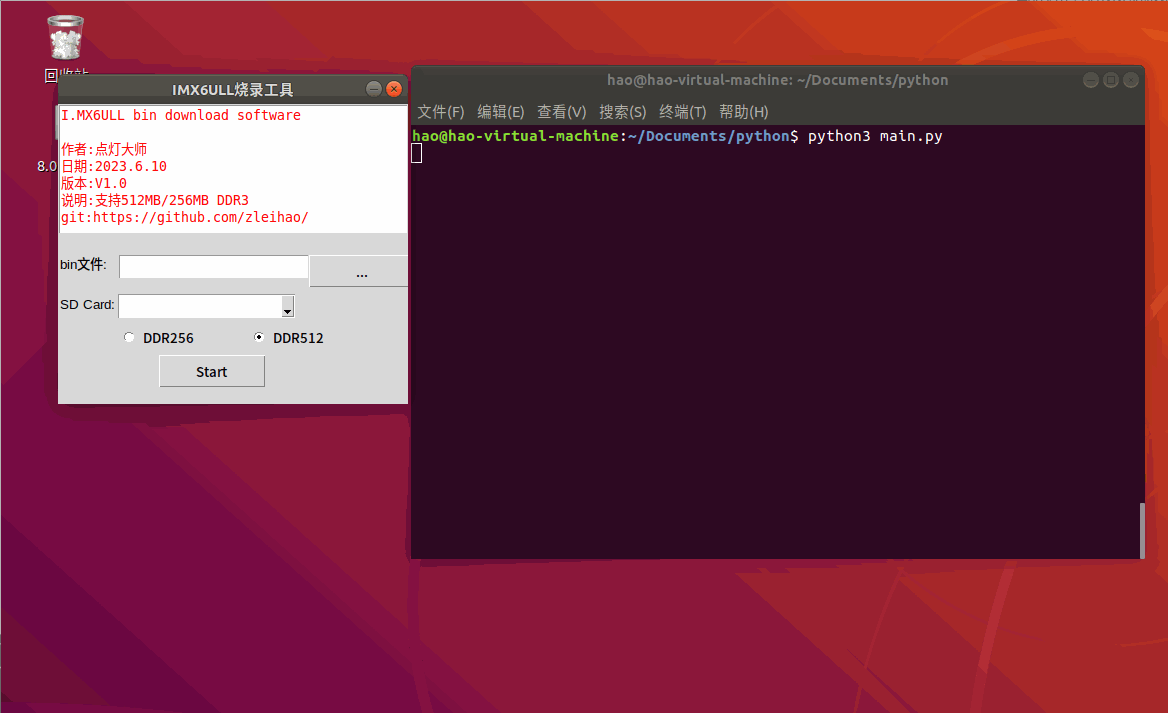 回收站
8.0
IMX6ULL烧录工具
I.MX6ULL bin download software
作者:点灯大师
日期:2023.6.10
版本:V1.0
说明:支持512MB/256MB DDR3
git:https://github.com/zleihao/
bin文件:
...
SD Card:
DDR256 DDR512
Start
hao@hao-virtual-machine: ~/Documents/python
文件(F) 编辑(E) 查看(V) 搜索(S) 终端(T) 帮助(H)
hao@hao-virtual-machine:~/Documents/python$ python3 main.py